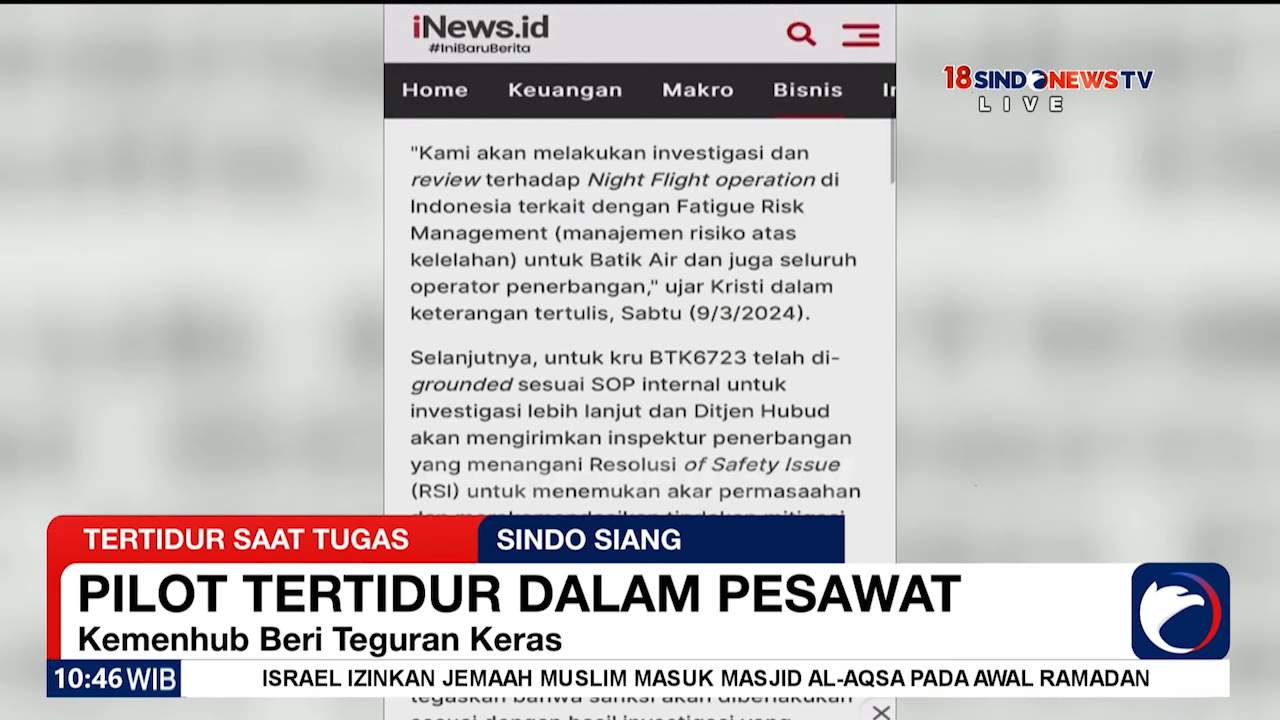 iNews.id
#IniBaruBerita
Home Keuangan Makro Bisnis
18 SINDONEWS TV
LIVE
"Kami akan melakukan investigasi dan
review terhadap Night Flight operation di
Indonesia terkait dengan Fatigue Risk
Management (manajemen risiko atas
kelelahan) untuk Batik Air dan juga seluruh
operator penerbangan," ujar Kristi dalam
keterangan tertulis, Sabtu (9/3/2024).
Selanjutnya, untuk kru BTK6723 telah di-
grounded sesuai SOP internal untuk
investigasi lebih lanjut dan Ditjen Hubud
akan mengirimkan inspektur penerbangan
yang menangani Resolusi of Safety Issue
(RSI) untuk menemukan akar permasaahan
TERTIDUR SAAT TUGAS SINDO SIANG
PILOT TERTIDUR DALAM PESAWAT
Kemenhub Beri Teguran Keras
10:46 WIB ISRAEL IZINKAN JEMAAH MUSLIM MASUK MASJID AL-AQSA PADA AWAL RAMADAN